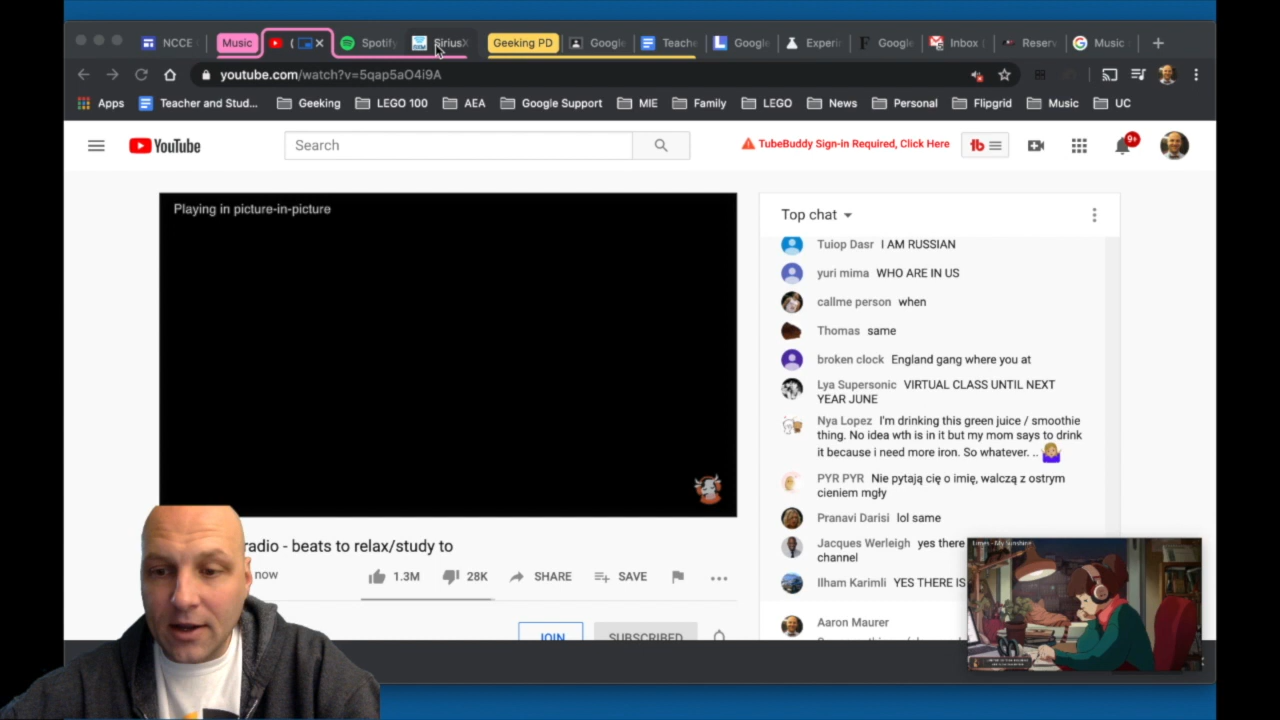 NCCE
Music
(
Spotify
SiriusX
Geeking PD
Google
Teache
Google
Experi
Google
Inbox (
Reserv
Music
youtube.com/watch?v=5qap5aO4i9A
Apps
Teacher and Stud...
Geeking
LEGO 100
AEA
Google Support
MIE
Family
LEGO
News
Personal
Flipgrid
Music
UC
YouTube
Search
TubeBuddy Sign-in Required, Click Here
9+
Playing in picture-in-picture
radio - beats to relax/study to
now
1.3M
28K
SHARE
SAVE
JOIN
SUBSCRIBED
Top chat
Tuiop Dasr I AM RUSSIAN
yuri mima WHO ARE IN US
callme person when
Thomas same
broken clock England gang where you at
Lya Supersonic VIRTUAL CLASS UNTIL NEXT
YEAR JUNE
Nya Lopez I'm drinking this green juice / smoothie
thing. No idea wth is in it but my mom says to drink
it because i need more iron. So whatever. ..
PYR PYR Nie pytają cię o imię, walczą z ostrym
cieniem mgły
Pranavi Darisi lol same
Jacques Werleigh yes there
channel
Ilham Karimli YES THERE IS
Aaron Maurer